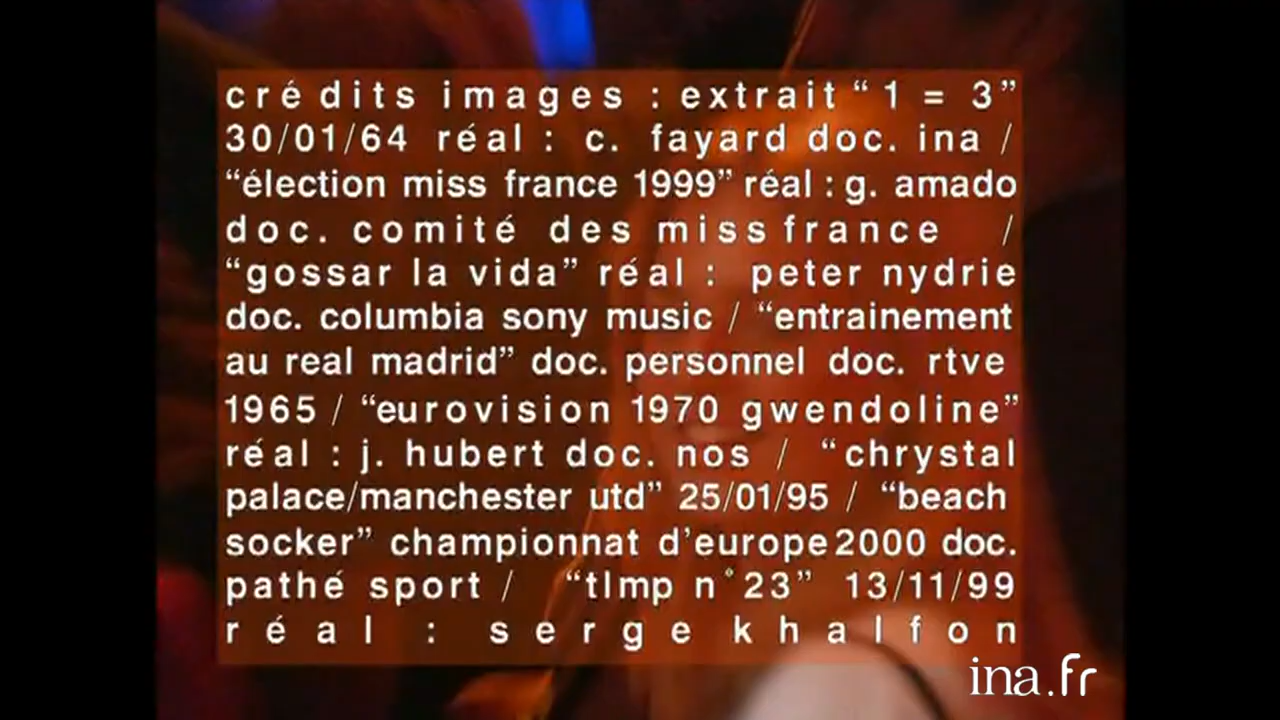 crédits images : extrait “ 1 = 3”
30/01/64 réal : c. fayard doc. ina /
“élection miss france 1999” réal : g. amado
doc. comité des miss france /
“gossar la vida” réal : peter nydrie
doc. columbia sony music / “entrainement
au real madrid” doc. personnel doc. rtve
1965 / “eurovision 1970 gwendoline”
réal : j. hubert doc. nos / “chrystal
palace/manchester utd” 25/01/95 / “beach
socker” championnat d’europe 2000 doc.
pathé sport / “tlmp n°23” 13/11/99
réal : serge khalfon
ina.fr